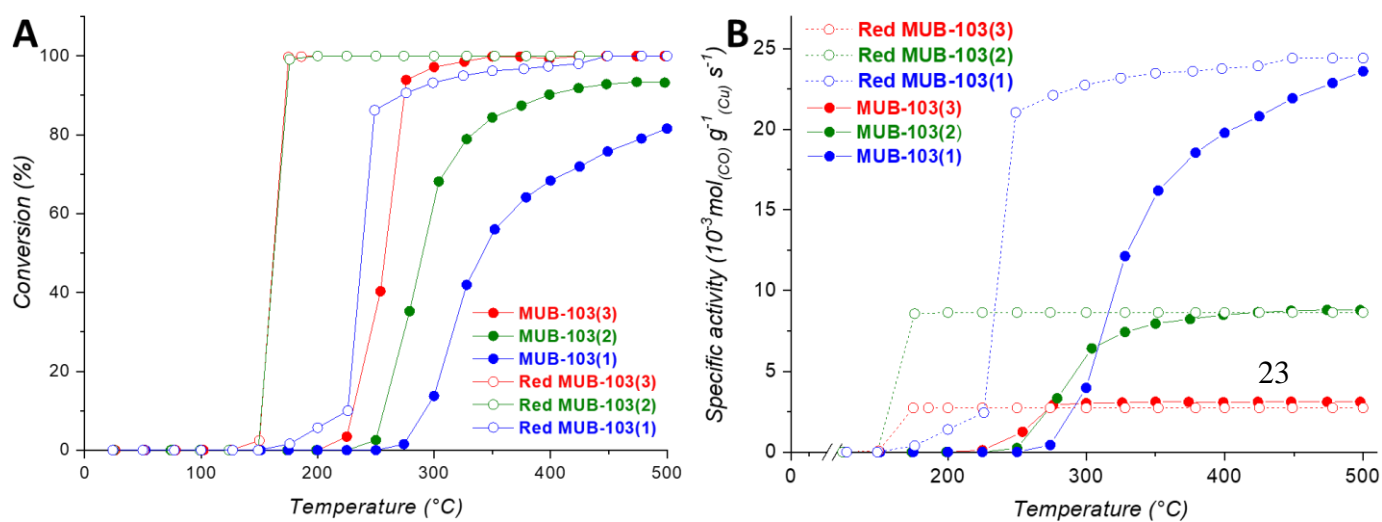 A
100
80
60
40
20
0
Conversion (%)
MUB-103(3)
MUB-103(2)
MUB-103(1)
Red MUB-103(3)
Red MUB-103(2)
Red MUB-103(1)
0 100 200 300 400 500
Temperature (°C)
B
25
20
15
10
5
0
Specific activity (10⁻³ mol(CO) g⁻¹(Cu) s⁻¹)
Red MUB-103(3)
Red MUB-103(2)
Red MUB-103(1)
MUB-103(3)
MUB-103(2)
MUB-103(1)
23
0 200 300 400 500
Temperature (°C)